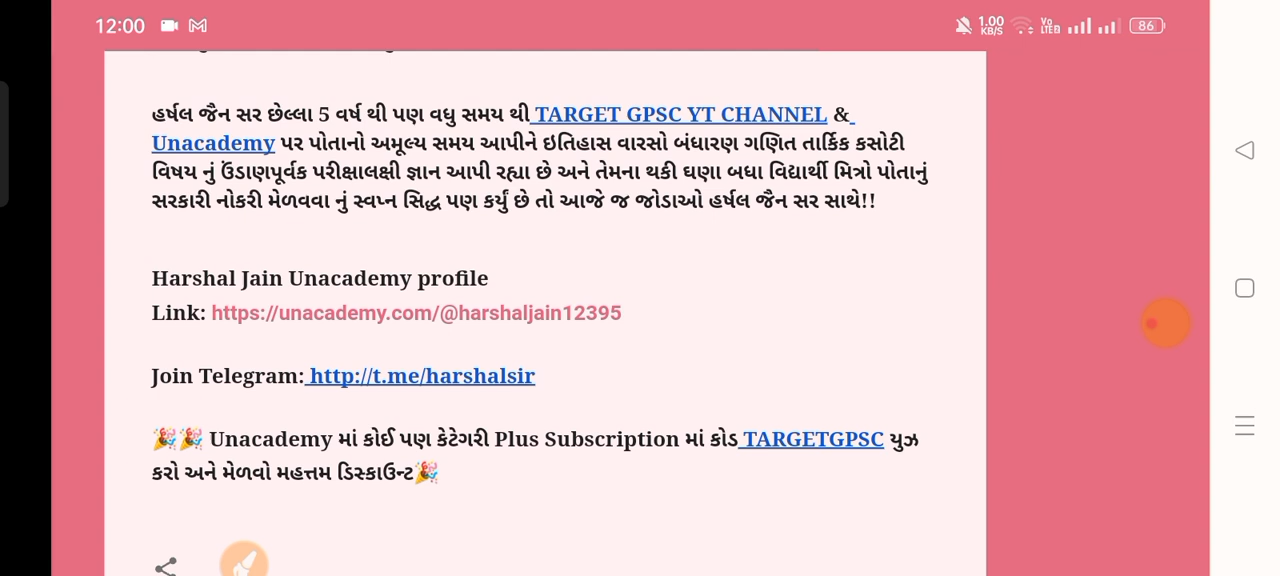 12:00 1.00 KB/S Vo LTE2 86
હર્ષલ જૈન સર છેલ્લા 5 વર્ષ થી પણ વધુ સમય થી TARGET GPSC YT CHANNEL &
Unacademy પર પોતાનો અમૂલ્ય સમય આપીને ઇતિહાસ વારસો બંધારણ ગણિત તાર્કિક કસોટી
વિષય નું ઉંડાણપૂર્વક પરીક્ષાલક્ષી જ્ઞાન આપી રહ્યા છે અને તેમના થકી ઘણા બધા વિદ્યાર્થી મિત્રો પોતાનું
સરકારી નોકરી મેળવવા નું સ્વપ્ન સિદ્ધ પણ કર્યું છે તો આજે જ જોડાઓ હર્ષલ જૈન સર સાથે!!
Harshal Jain Unacademy profile
Link: https://unacademy.com/@harshaljain12395
Join Telegram: http://t.me/harshalsir
🎉🎉 Unacademy માં કોઈ પણ કેટેગરી Plus Subscription માં કોડ TARGETGPSC યુઝ
કરો અને મેળવો મહત્તમ ડિસ્કાઉન્ટ🎉